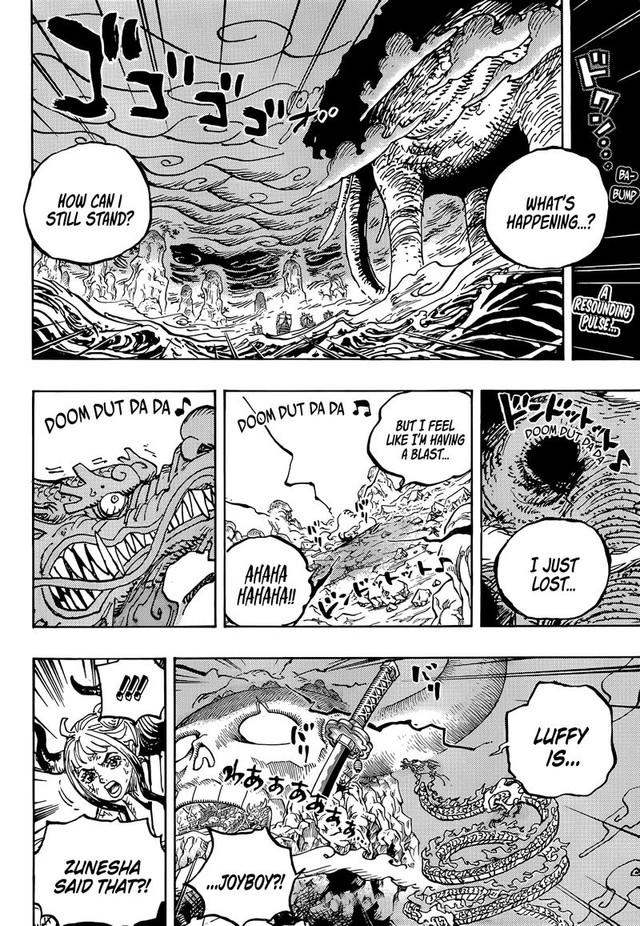 ドクン...
BA-
BUMP
A
RESOUNDING
PULSE!...
ゴゴゴゴゴ...
WHAT'S
HAPPENING...?
HOW CAN I
STILL STAND?
ドンドットット♪
DOOM DUT DA DA
I JUST
LOST...
BUT I FEEL
LIKE I'M HAVING
A BLAST...
DOOM DUT DA DA ♫
ドンドットット♪
AHAHA
HAHAHA!!
DOOM DUT DA DA ♪
LUFFY
IS...
わああああああ
...JOYBOY?!
!!!
ZUNESHA
SAID THAT?!